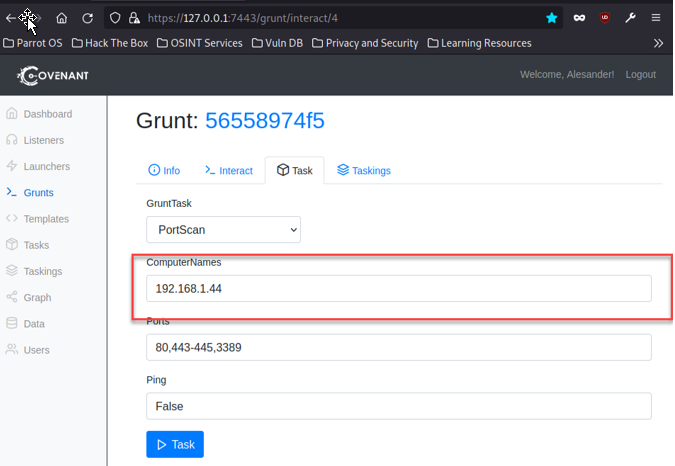 https://127.0.0.1:7443/grunt/interact/4
Parrot OS Hack The Box OSINT Services Vuln DB Privacy and Security Learning Resources
COVENANT
Welcome, Alesander! Logout
Dashboard
Listeners
Launchers
Grunts
Templates
Tasks
Taskings
Graph
Data
Users
Grunt: 56558974f5
Info Interact Task Taskings
GruntTask
PortScan
ComputerNames
192.168.1.44
Ports
80,443-445,3389
Ping
False
Task